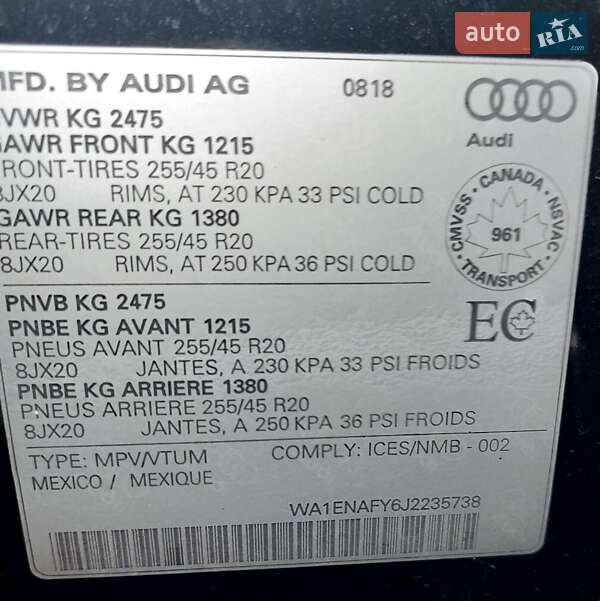 auto RIA.com
MFD. BY AUDI AG 0818
Audi
VWR KG 2475
GAWR FRONT KG 1215
FRONT-TIRES 255/45 R20
8JX20 RIMS, AT 230 KPA 33 PSI COLD
GAWR REAR KG 1380
REAR-TIRES 255/45 R20
8JX20 RIMS, AT 250 KPA 36 PSI COLD
CANADA
CMVSS · NSVAC
961
TRANSPORT
PNVB KG 2475
PNBE KG AVANT 1215
PNEUS AVANT 255/45 R20
8JX20 JANTES, A 230 KPA 33 PSI FROIDS
PNBE KG ARRIERE 1380
PNEUS ARRIERE 255/45 R20
8JX20 JANTES, A 250 KPA 36 PSI FROIDS
EC
TYPE: MPV/VTUM COMPLY: ICES/NMB - 002
MEXICO / MEXIQUE
WA1ENAFY6J2235738